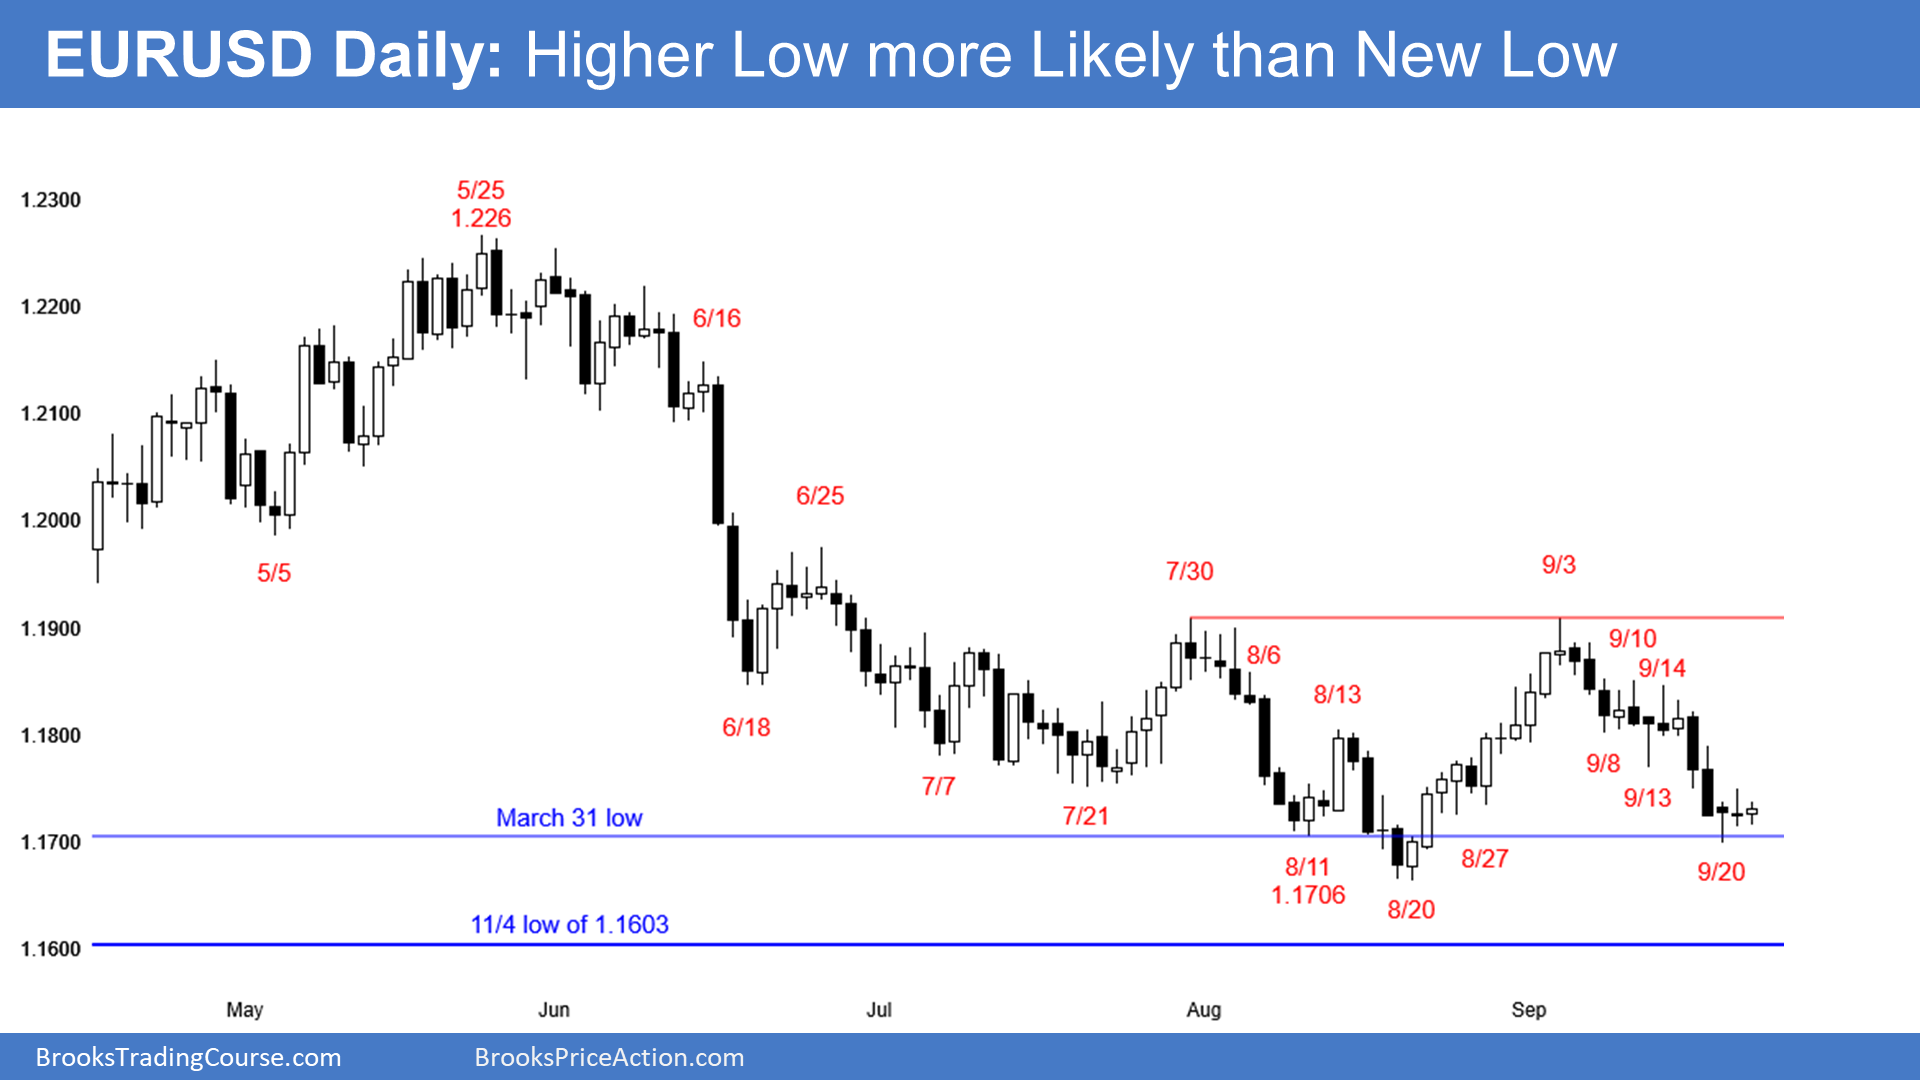 EURUSD Daily: Higher Low more Likely than New Low
1.2300
1.2200
1.2100
1.2000
1.1900
1.1800
1.1700
1.1600
5/25
1.226
6/16
5/5
6/25
6/18
7/7
7/21
7/30
8/6
8/13
8/11
1.1706
8/20
8/27
9/3
9/10
9/14
9/8
9/13
9/20
March 31 low
11/4 low of 1.1603
May
Jun
Jul
Aug
Sep
BrooksTradingCourse.com
BrooksPriceAction.com